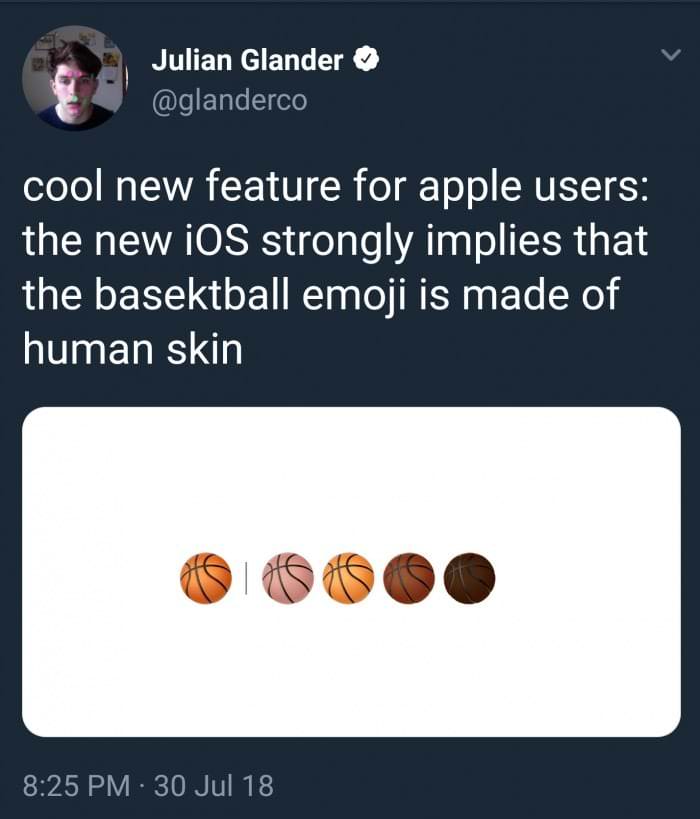 Julian Glander
@glanderco
cool new feature for apple users:
the new iOS strongly implies that
the basektball emoji is made of
human skin
8:25 PM · 30 Jul 18